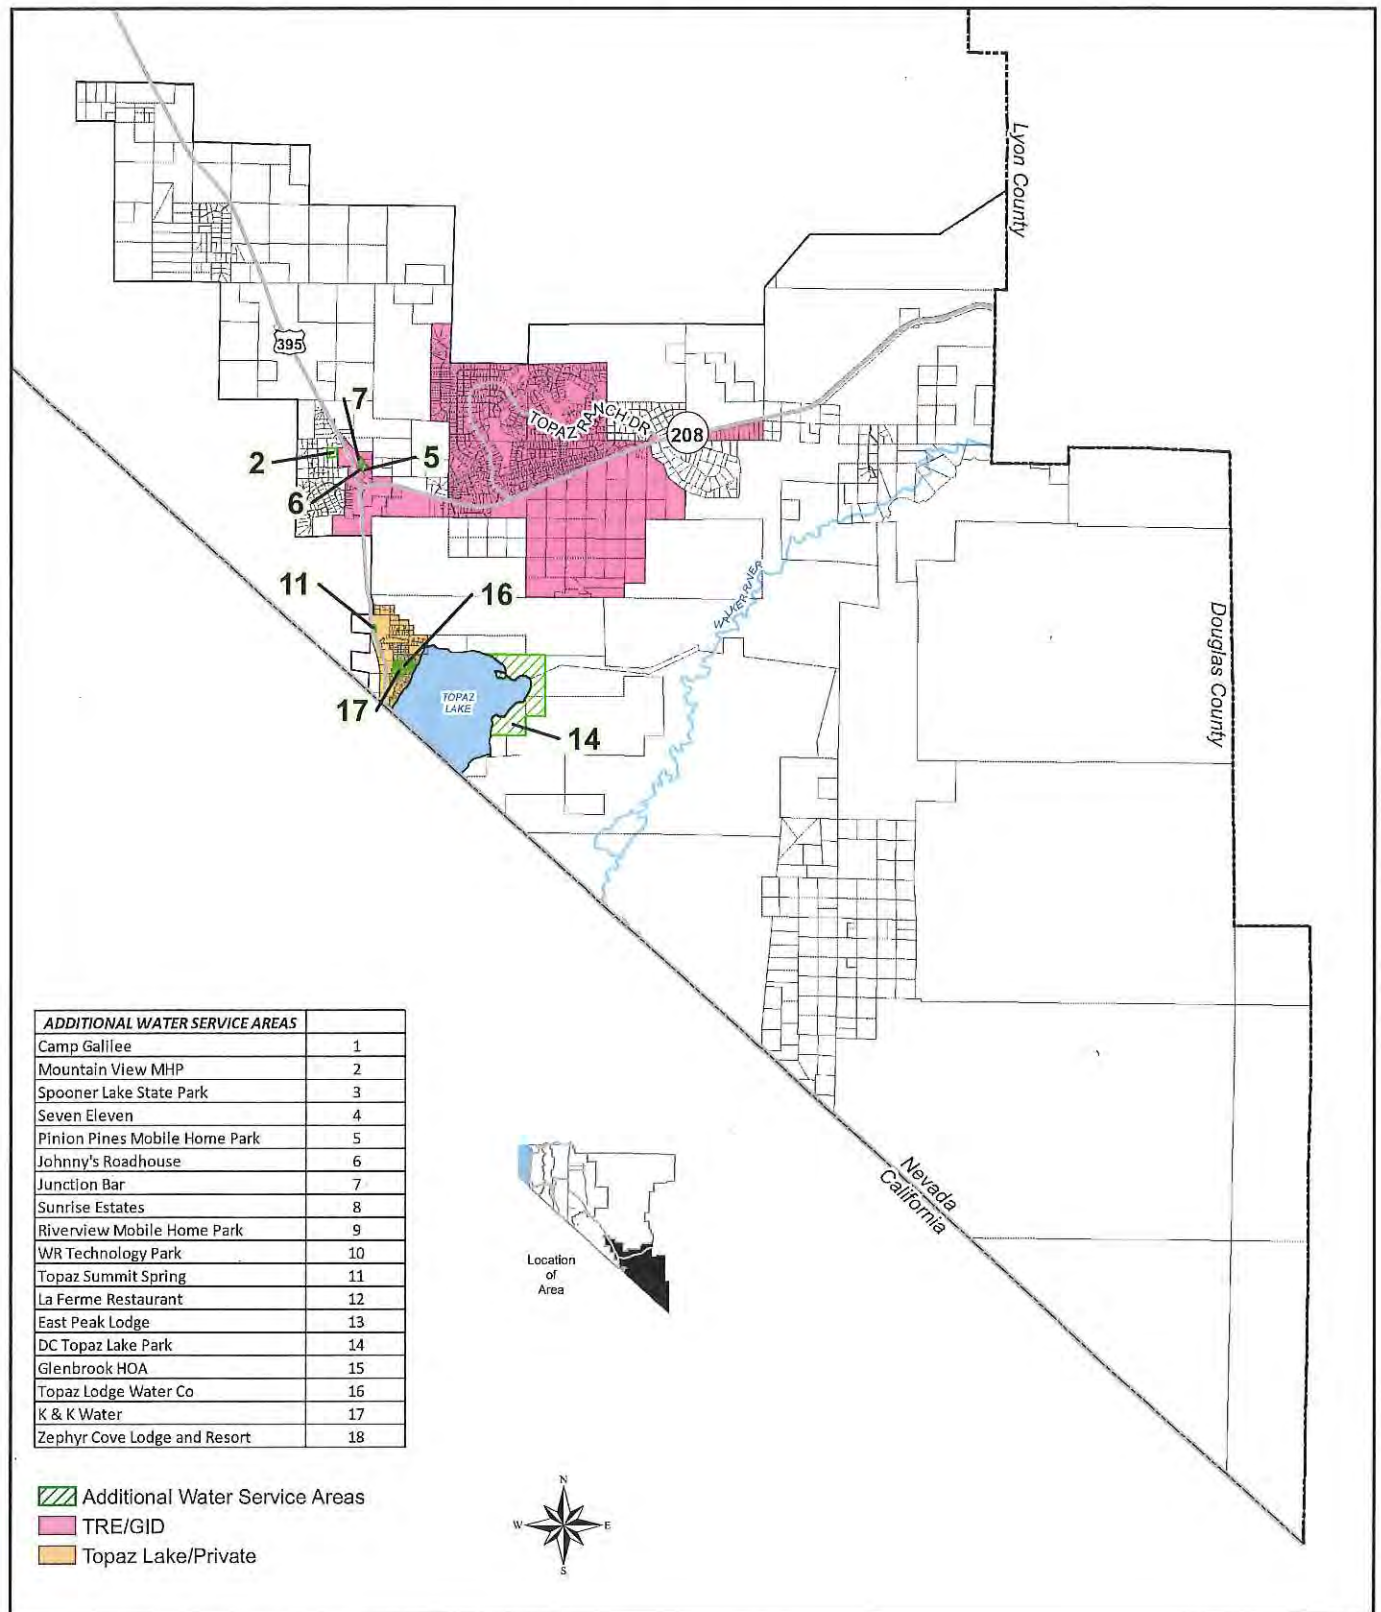 Lyon County
395
7
TOPAZ RANCH DR
208
2
5
6
WALKER RIVER
11
16
Douglas County
TOPAZ
LAKE
17
14
ADDITIONAL WATER SERVICE AREAS
Camp Galilee 1
Mountain View MHP 2
Spooner Lake State Park 3
Seven Eleven 4
Pinion Pines Mobile Home Park 5
Johnny's Roadhouse 6
Junction Bar 7
Sunrise Estates 8
Riverview Mobile Home Park 9
WR Technology Park 10
Topaz Summit Spring 11
La Ferme Restaurant 12
East Peak Lodge 13
DC Topaz Lake Park 14
Glenbrook HOA 15
Topaz Lodge Water Co 16
K & K Water 17
Zephyr Cove Lodge and Resort 18
Nevada
California
Location
of
Area
Additional Water Service Areas
TRE/GID
Topaz Lake/Private
N
W E
S